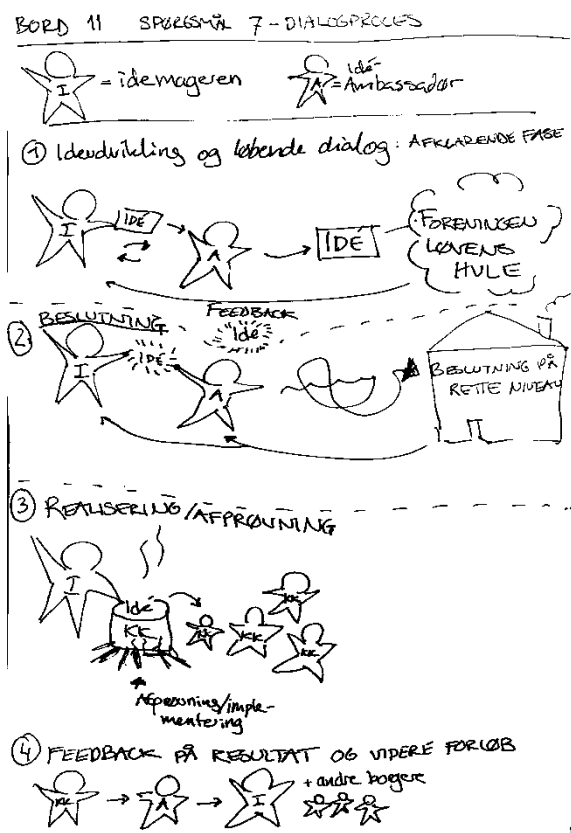 BORD 11 SPØRGSMÅL 7 - DIALOGPROCES
I = idemageren
A = Idé-Ambassadør
① Ideudvikling og løbende dialog: AFKLARENDE FASE
I IDÉ A IDÉ FORENINGEN
LØVENS
HULE
FEEDBACK
② BESLUTNING
Idé
I IDÉ A
BESLUTNING PÅ
RETTE NIVEAU
③ REALISERING/AFPRØVNING
I
Idé
KK
KK KK KK KK
Afprøvning/imple-
mentering
④ FEEDBACK PÅ RESULTAT OG VIDERE FORLØB
+ andre borgere
KK A I